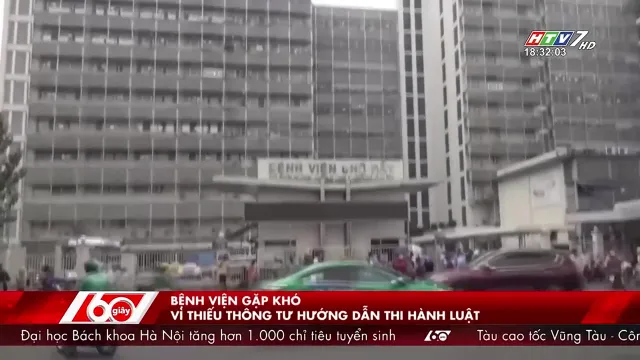 HTV7 HD
18:32:03
BỆNH VIỆN CHỢ RẪY
60 giây
BỆNH VIỆN GẶP KHÓ
VÌ THIẾU THÔNG TƯ HƯỚNG DẪN THI HÀNH LUẬT
Đại học Bách khoa Hà Nội tăng hơn 1.000 chỉ tiêu tuyển sinh 60 Tàu cao tốc Vũng Tàu - Côn